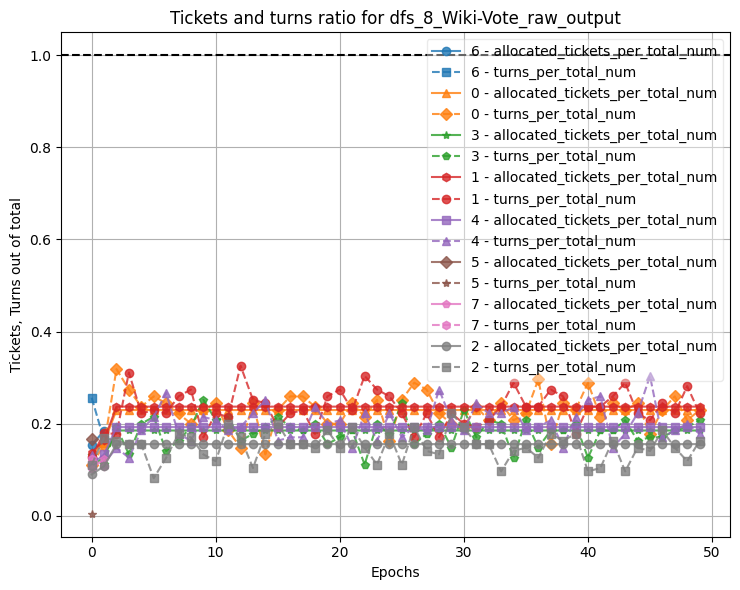 Tickets and turns ratio for dfs_8_Wiki-Vote_raw_output
1.0
0.8
0.6
0.4
0.2
0.0
Tickets, Turns out of total
6 - allocated_tickets_per_total_num
6 - turns_per_total_num
0 - allocated_tickets_per_total_num
0 - turns_per_total_num
3 - allocated_tickets_per_total_num
3 - turns_per_total_num
1 - allocated_tickets_per_total_num
1 - turns_per_total_num
4 - allocated_tickets_per_total_num
4 - turns_per_total_num
5 - allocated_tickets_per_total_num
5 - turns_per_total_num
7 - allocated_tickets_per_total_num
7 - turns_per_total_num
2 - allocated_tickets_per_total_num
2 - turns_per_total_num
0 10 20 30 40 50
Epochs